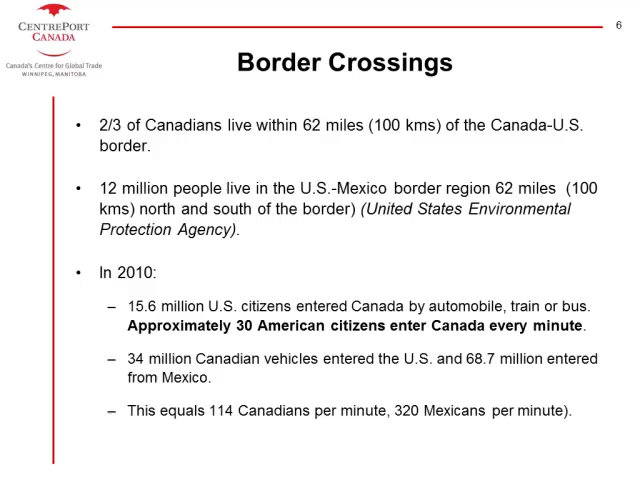 CENTREPORT
CANADA
Canada's Centre for Global Trade
WINNIPEG, MANITOBA
6
Border Crossings
• 2/3 of Canadians live within 62 miles (100 kms) of the Canada-U.S.
border.
• 12 million people live in the U.S.-Mexico border region 62 miles (100
kms) north and south of the border) (United States Environmental
Protection Agency).
• In 2010:
– 15.6 million U.S. citizens entered Canada by automobile, train or bus.
Approximately 30 American citizens enter Canada every minute.
– 34 million Canadian vehicles entered the U.S. and 68.7 million entered
from Mexico.
– This equals 114 Canadians per minute, 320 Mexicans per minute).